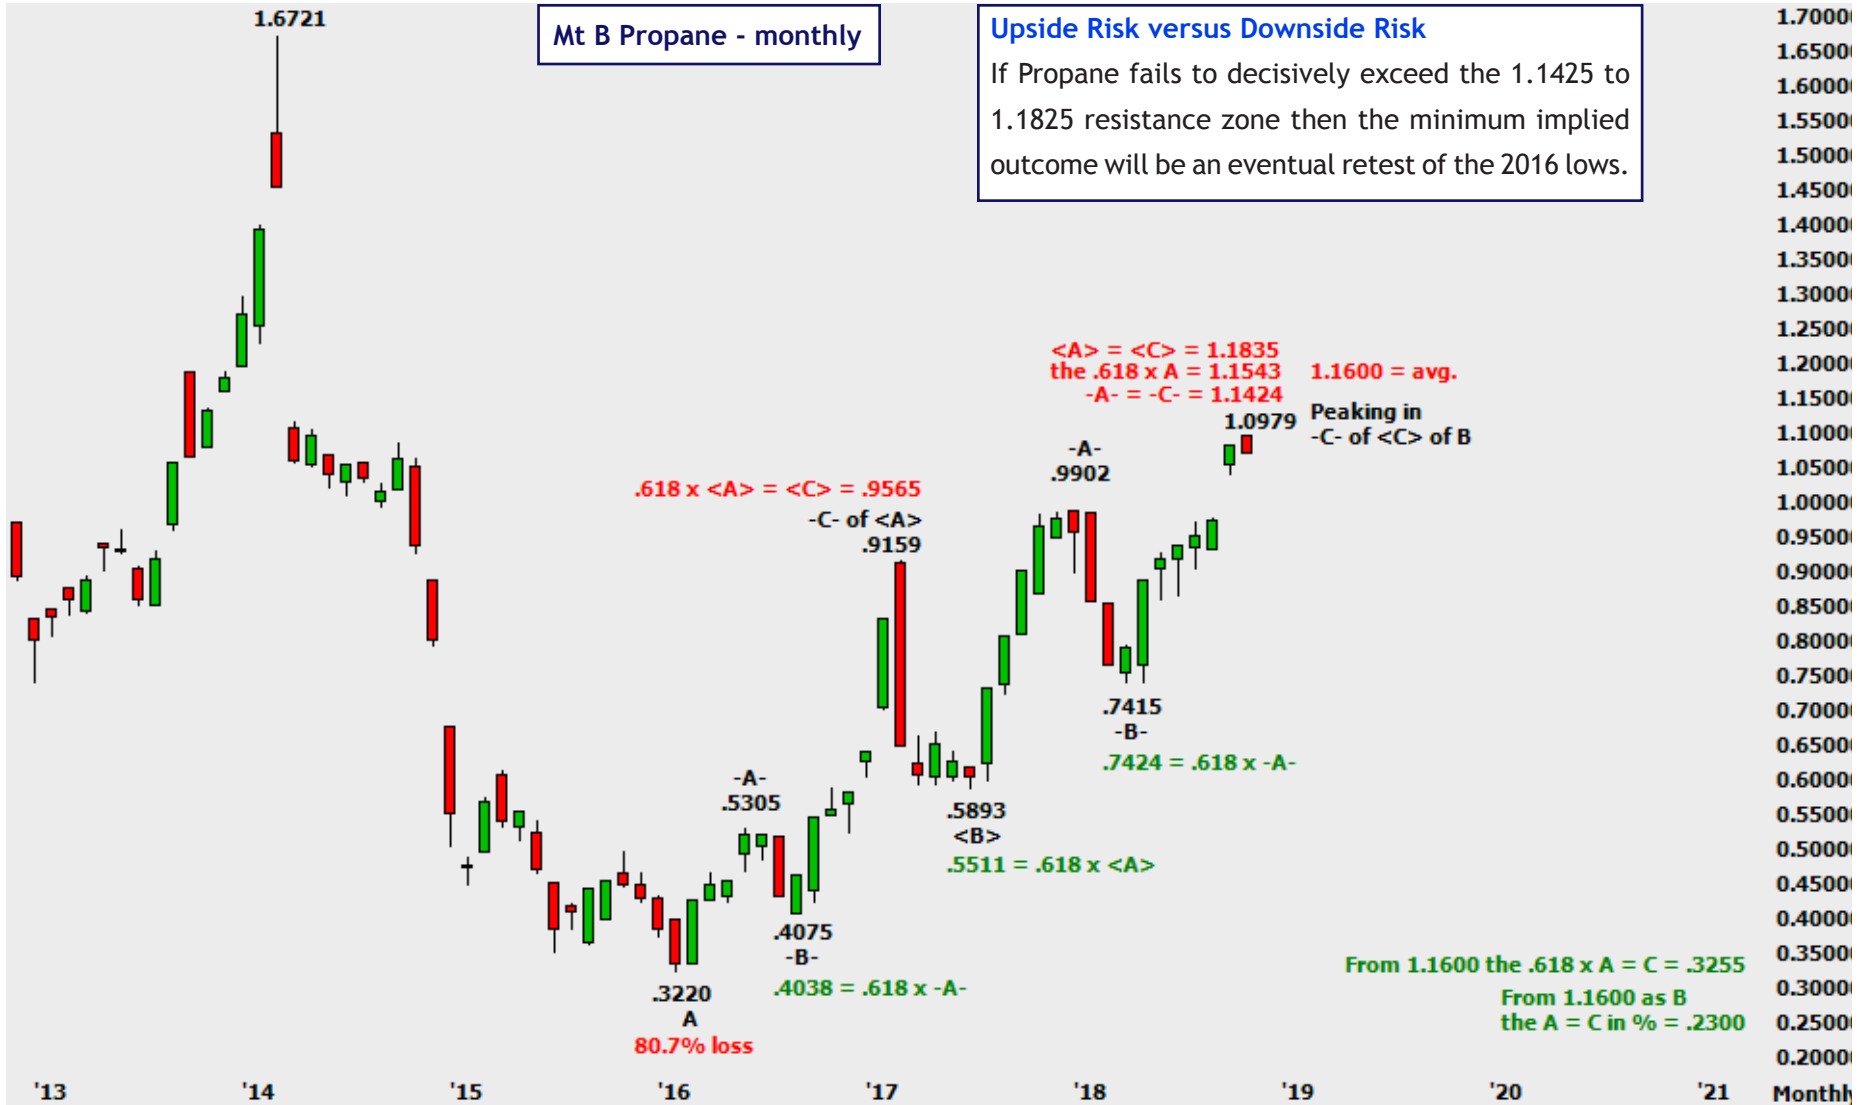 1.6721
Mt B Propane - monthly
Upside Risk versus Downside Risk
If Propane fails to decisively exceed the 1.1425 to
1.1825 resistance zone then the minimum implied
outcome will be an eventual retest of the 2016 lows.
<A> = <C> = 1.1835
the .618 x A = 1.1543
1.1600 = avg.
-A- = -C- = 1.1424
1.0979
Peaking in
-C- of <C> of B
-A-
.9902
.618 x <A> = <C> = .9565
-C- of <A>
.9159
.7415
-B-
.7424 = .618 x -A-
-A-
.5305
.5893
<B>
.5511 = .618 x <A>
.4075
-B-
.4038 = .618 x -A-
.3220
A
80.7% loss
From 1.1600 the .618 x A = C = .3255
From 1.1600 as B
the A = C in % = .2300
1.70000
1.65000
1.60000
1.55000
1.50000
1.45000
1.40000
1.35000
1.30000
1.25000
1.20000
1.15000
1.10000
1.05000
1.00000
0.95000
0.90000
0.85000
0.80000
0.75000
0.70000
0.65000
0.60000
0.55000
0.50000
0.45000
0.40000
0.35000
0.30000
0.25000
0.20000
'13 '14 '15 '16 '17 '18 '19 '20 '21 Monthly